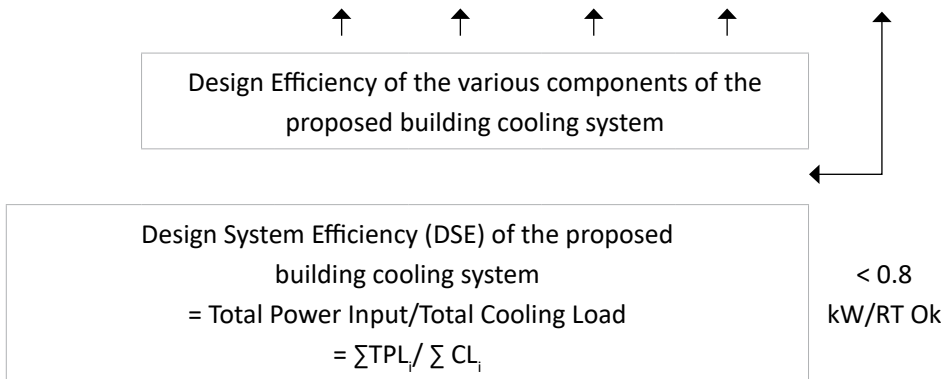 Design Efficiency of the various components of the
proposed building cooling system
Design System Efficiency (DSE) of the proposed
building cooling system
= Total Power Input/Total Cooling Load
= ∑TPLᵢ/ ∑ CLᵢ
< 0.8
kW/RT Ok